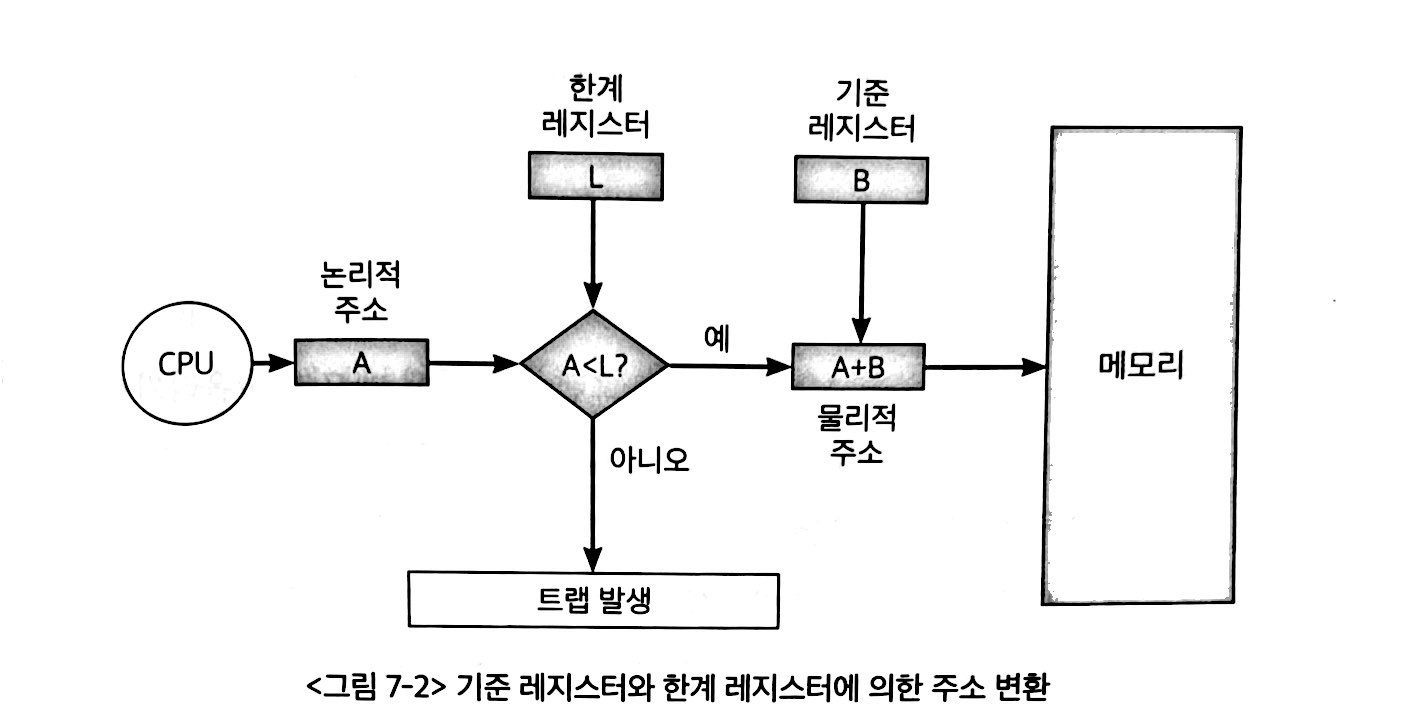 한계
레지스터
L
기준
레지스터
B
논리적
주소
CPU
A
A<L?
예
A+B
물리적
주소
메모리
아니오
트랩 발생
<그림 7-2> 기준 레지스터와 한계 레지스터에 의한 주소 변환